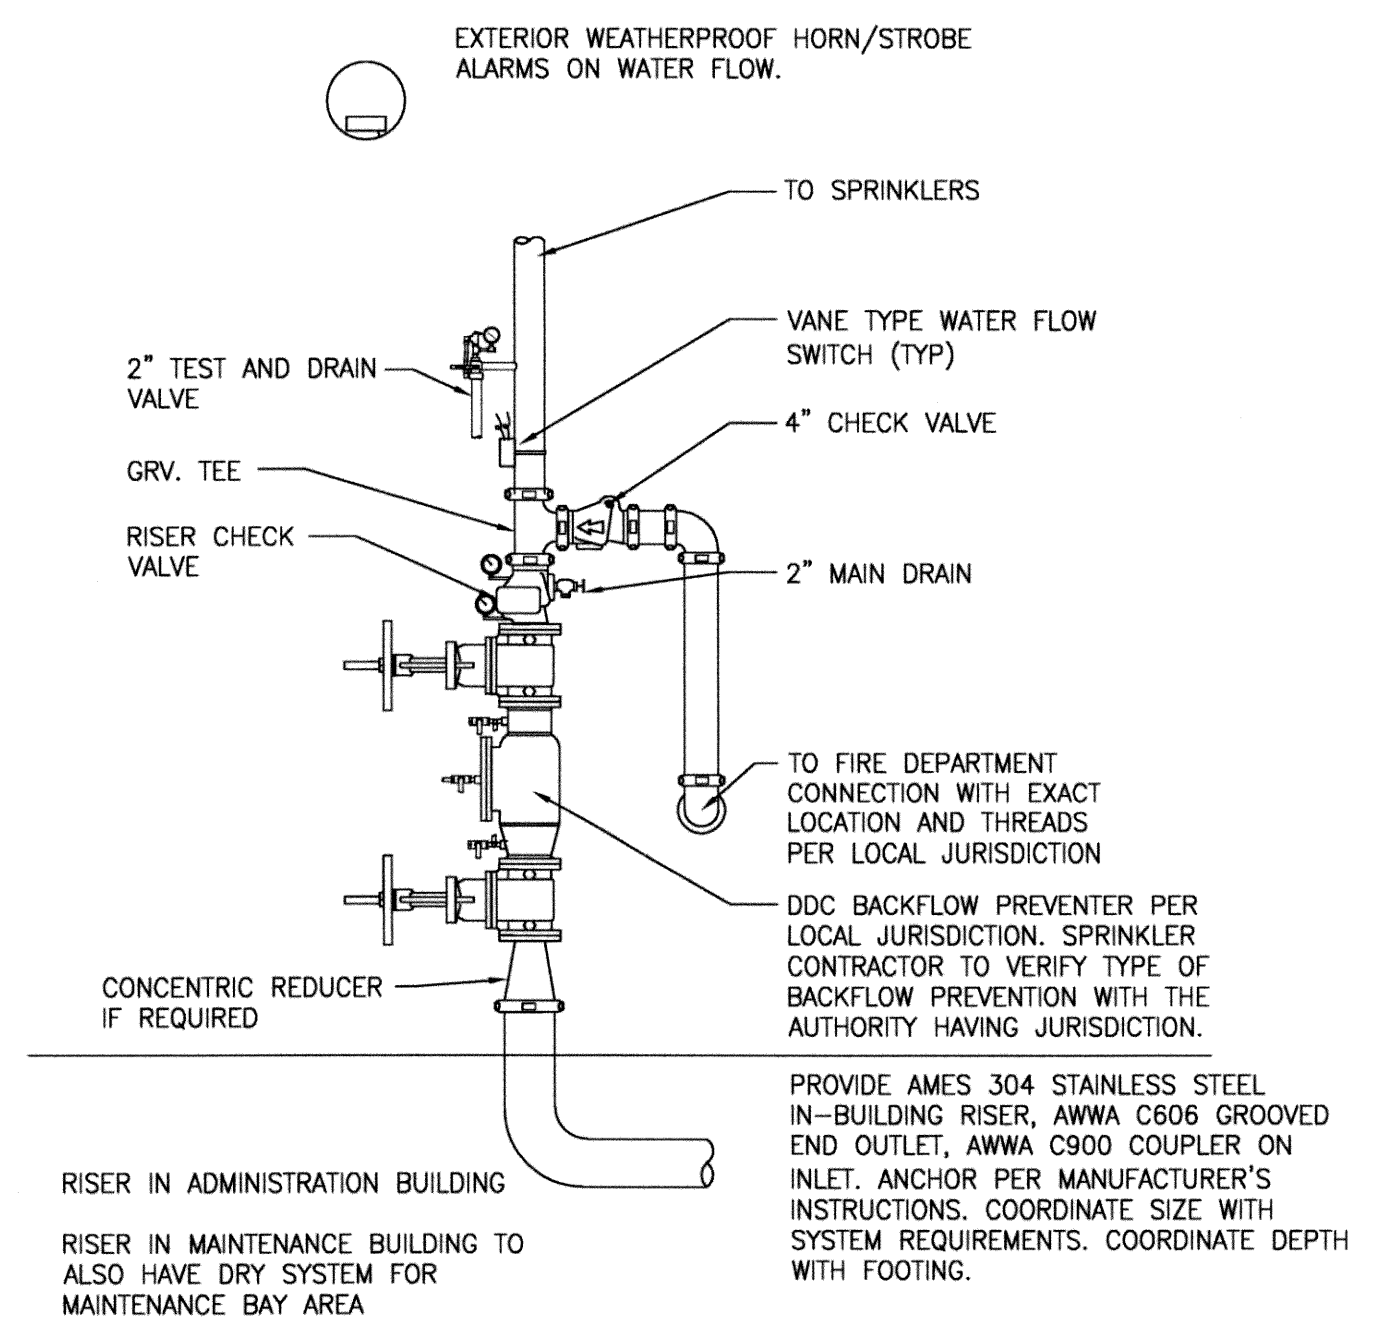 EXTERIOR WEATHERPROOF HORN/STROBE
ALARMS ON WATER FLOW.
TO SPRINKLERS
VANE TYPE WATER FLOW
SWITCH (TYP)
2" TEST AND DRAIN
VALVE
4" CHECK VALVE
GRV. TEE
RISER CHECK
VALVE
2" MAIN DRAIN
TO FIRE DEPARTMENT
CONNECTION WITH EXACT
LOCATION AND THREADS
PER LOCAL JURISDICTION
DDC BACKFLOW PREVENTER PER
LOCAL JURISDICTION. SPRINKLER
CONTRACTOR TO VERIFY TYPE OF
BACKFLOW PREVENTION WITH THE
AUTHORITY HAVING JURISDICTION.
CONCENTRIC REDUCER
IF REQUIRED
PROVIDE AMES 304 STAINLESS STEEL
IN-BUILDING RISER, AWWA C606 GROOVED
END OUTLET, AWWA C900 COUPLER ON
INLET. ANCHOR PER MANUFACTURER'S
INSTRUCTIONS. COORDINATE SIZE WITH
SYSTEM REQUIREMENTS. COORDINATE DEPTH
WITH FOOTING.
RISER IN ADMINISTRATION BUILDING
RISER IN MAINTENANCE BUILDING TO
ALSO HAVE DRY SYSTEM FOR
MAINTENANCE BAY AREA